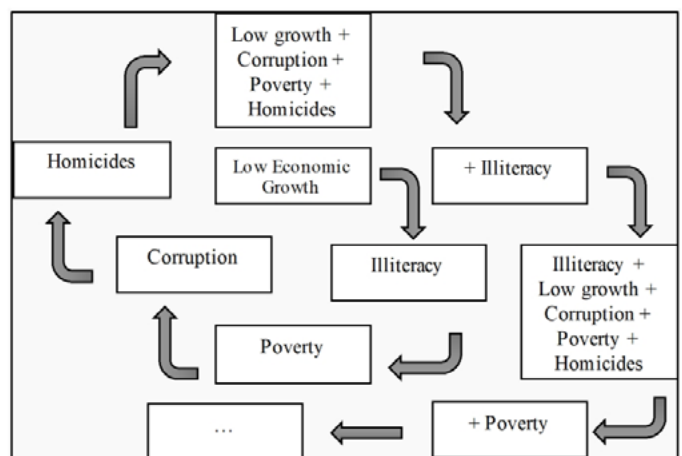 Low growth +
Corruption +
Poverty +
Homicides
Homicides
Low Economic
Growth
+ Illiteracy
Corruption
Illiteracy
Illiteracy +
Low growth +
Corruption +
Poverty +
Homicides
Poverty
...
+ Poverty